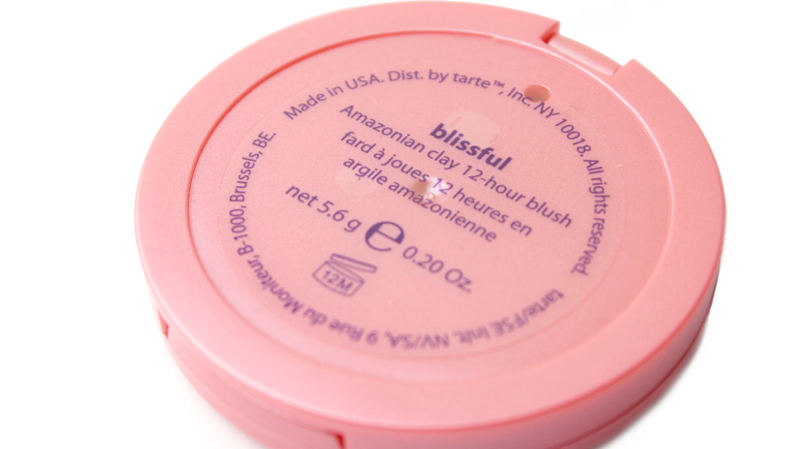 Made in USA. Dist. by tarte™, Inc. NY 10018. All rights reserved.
blissful
Amazonian clay 12-hour blush
fard à joues 12 heures en
argile amazonienne
net 5.6 g e 0.20 Oz.
12M
tarte/FSE Init. NV/SA, 9 Rue du Moniteur, B-1000, Brussels, BE.